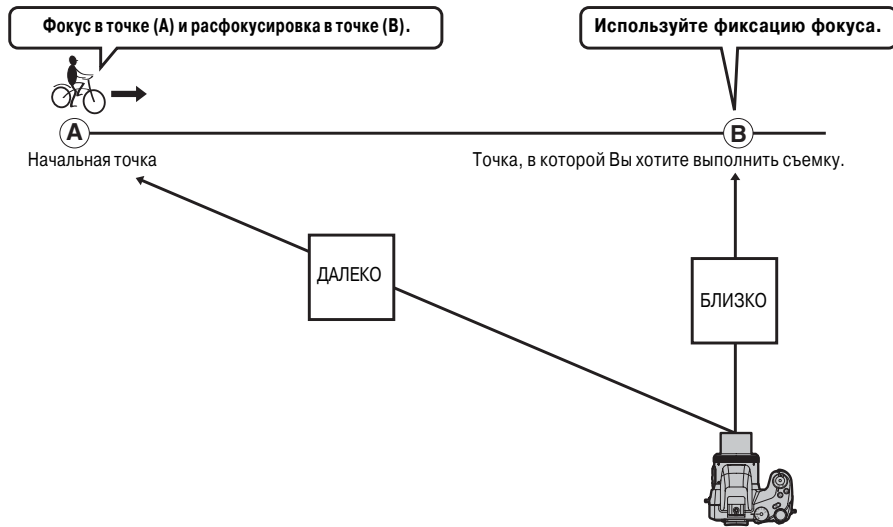 Фокус в точке (A) и расфокусировка в точке (B).
Используйте фиксацию фокуса.
A
B
Начальная точка
Точка, в которой Вы хотите выполнить съемку.
ДАЛЕКО
БЛИЗКО